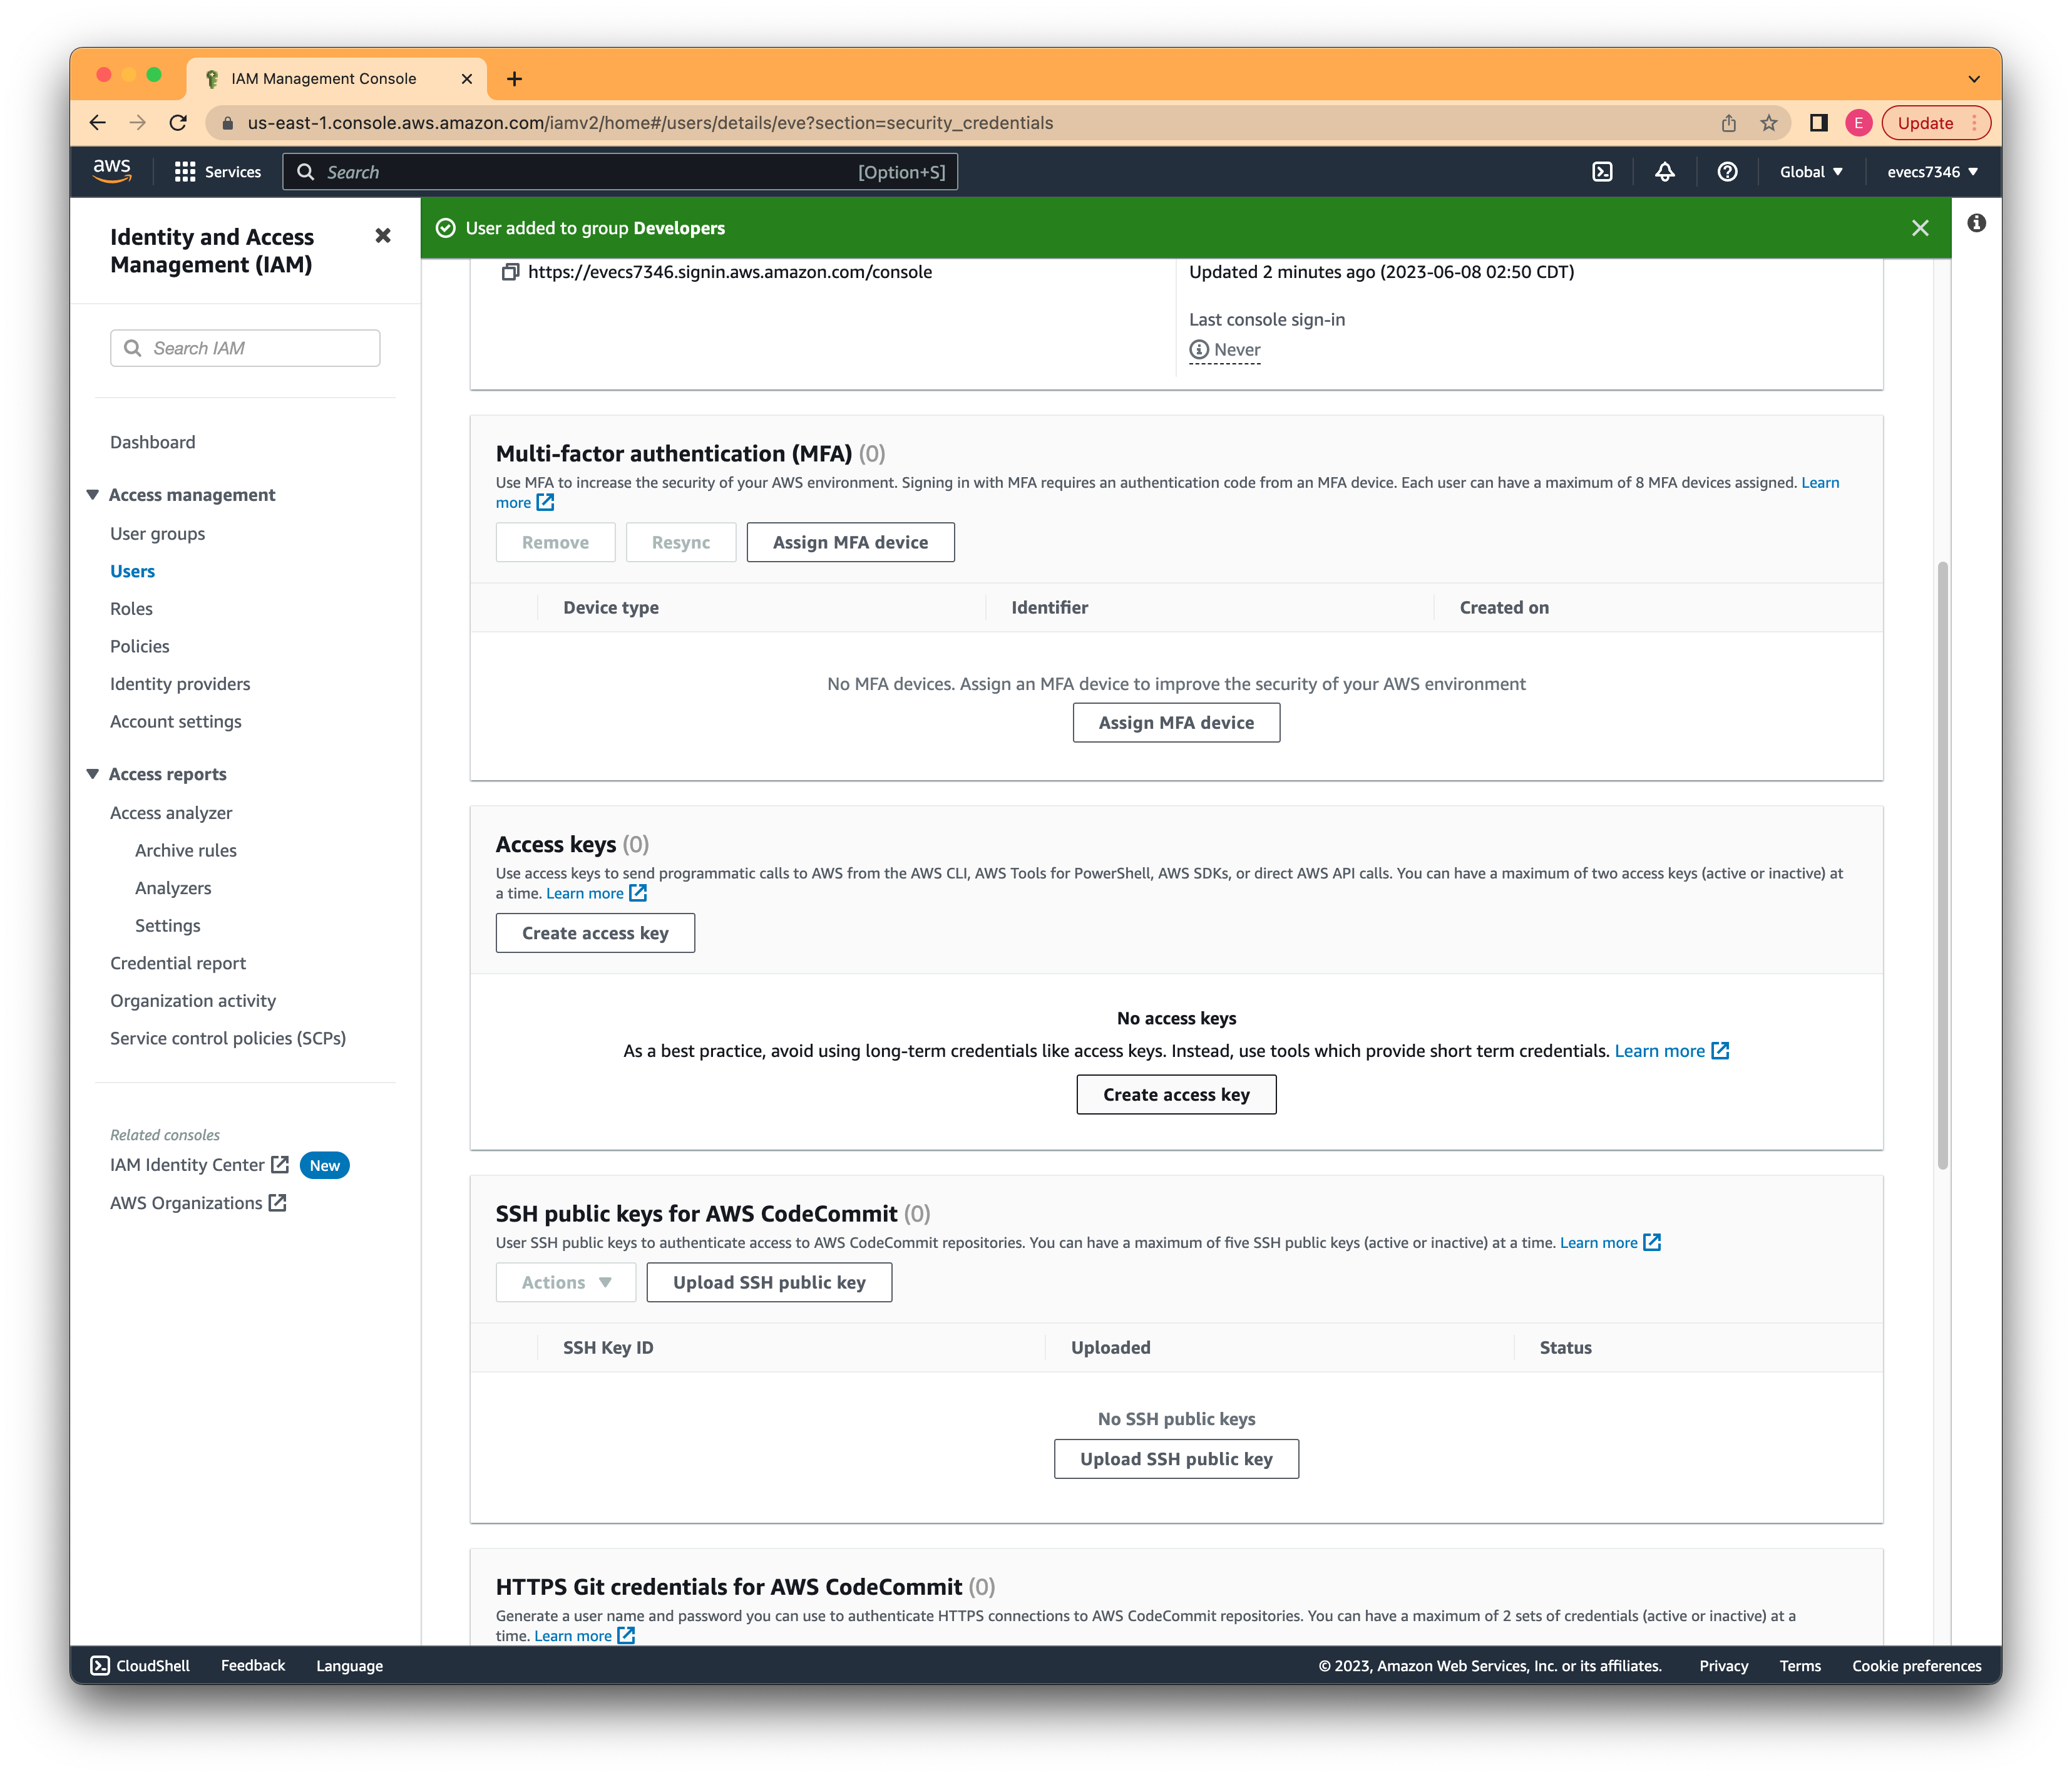 IAM Management Console
us-east-1.console.aws.amazon.com/iamv2/home#/users/details/eve?section=security_credentials
E
Update
aws
Services
Search
[Option+S]
Global
evecs7346
Identity and Access
Management (IAM)
Search IAM
Dashboard
Access management
User groups
Users
Roles
Policies
Identity providers
Account settings
Access reports
Access analyzer
Archive rules
Analyzers
Settings
Credential report
Organization activity
Service control policies (SCPs)
Related consoles
IAM Identity Center
New
AWS Organizations
User added to group Developers
https://evecs7346.signin.aws.amazon.com/console
Updated 2 minutes ago (2023-06-08 02:50 CDT)
Last console sign-in
Never
Multi-factor authentication (MFA) (0)
Use MFA to increase the security of your AWS environment. Signing in with MFA requires an authentication code from an MFA device. Each user can have a maximum of 8 MFA devices assigned. Learn
more
Remove
Resync
Assign MFA device
Device type
Identifier
Created on
No MFA devices. Assign an MFA device to improve the security of your AWS environment
Assign MFA device
Access keys (0)
Use access keys to send programmatic calls to AWS from the AWS CLI, AWS Tools for PowerShell, AWS SDKs, or direct AWS API calls. You can have a maximum of two access keys (active or inactive) at
a time. Learn more
Create access key
No access keys
As a best practice, avoid using long-term credentials like access keys. Instead, use tools which provide short term credentials. Learn more
Create access key
SSH public keys for AWS CodeCommit (0)
User SSH public keys to authenticate access to AWS CodeCommit repositories. You can have a maximum of five SSH public keys (active or inactive) at a time. Learn more
Actions
Upload SSH public key
SSH Key ID
Uploaded
Status
No SSH public keys
Upload SSH public key
HTTPS Git credentials for AWS CodeCommit (0)
Generate a user name and password you can use to authenticate HTTPS connections to AWS CodeCommit repositories. You can have a maximum of 2 sets of credentials (active or inactive) at a
time. Learn more
CloudShell
Feedback
Language
© 2023, Amazon Web Services, Inc. or its affiliates.
Privacy
Terms
Cookie preferences